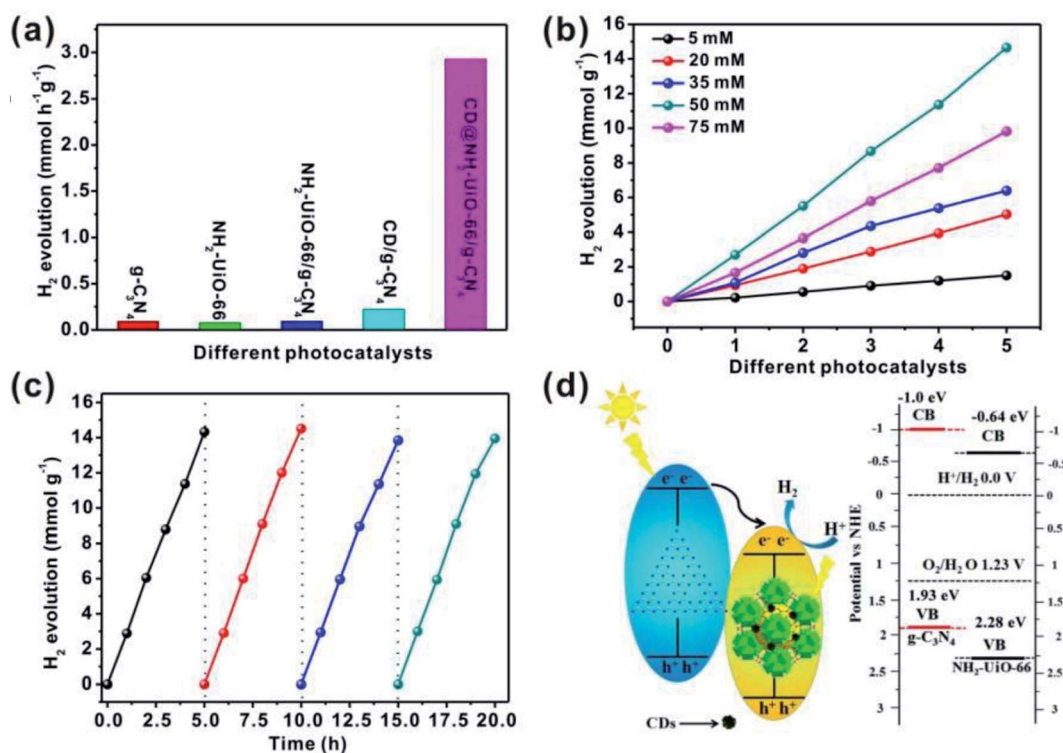 (a)
H₂ evolution (mmol h⁻¹g⁻¹)
3.0
2.5
2.0
1.5
1.0
0.5
0.0
g-C₃N₄
NH₂-UiO-66
NH₂-UiO-66/g-C₃N₄
CD/g-C₃N₄
CD@NH₂-UiO-66/g-C₃N₄
Different photocatalysts
(b)
H₂ evolution (mmol g⁻¹)
16
14
12
10
8
6
4
2
0
5 mM
20 mM
35 mM
50 mM
75 mM
0 1 2 3 4 5
Different photocatalysts
(c)
H₂ evolution (mmol g⁻¹)
16
14
12
10
8
6
4
2
0
0.0 2.5 5.0 7.5 10.0 12.5 15.0 17.5 20.0
Time (h)
(d)
e⁻ e⁻
h⁺ h⁺
H₂
H⁺
e⁻ e⁻
h⁺ h⁺
CDs
Potential vs NHE
-1
-0.5
0
0.5
1
1.5
2
2.5
3
-1.0 eV
CB
-0.64 eV
CB
H⁺/H₂ 0.0 V
O₂/H₂O 1.23 V
1.93 eV
VB
g-C₃N₄
2.28 eV
VB
NH₂-UiO-66
-1
-0.5
0
0.5
1
1.5
2
2.5
3